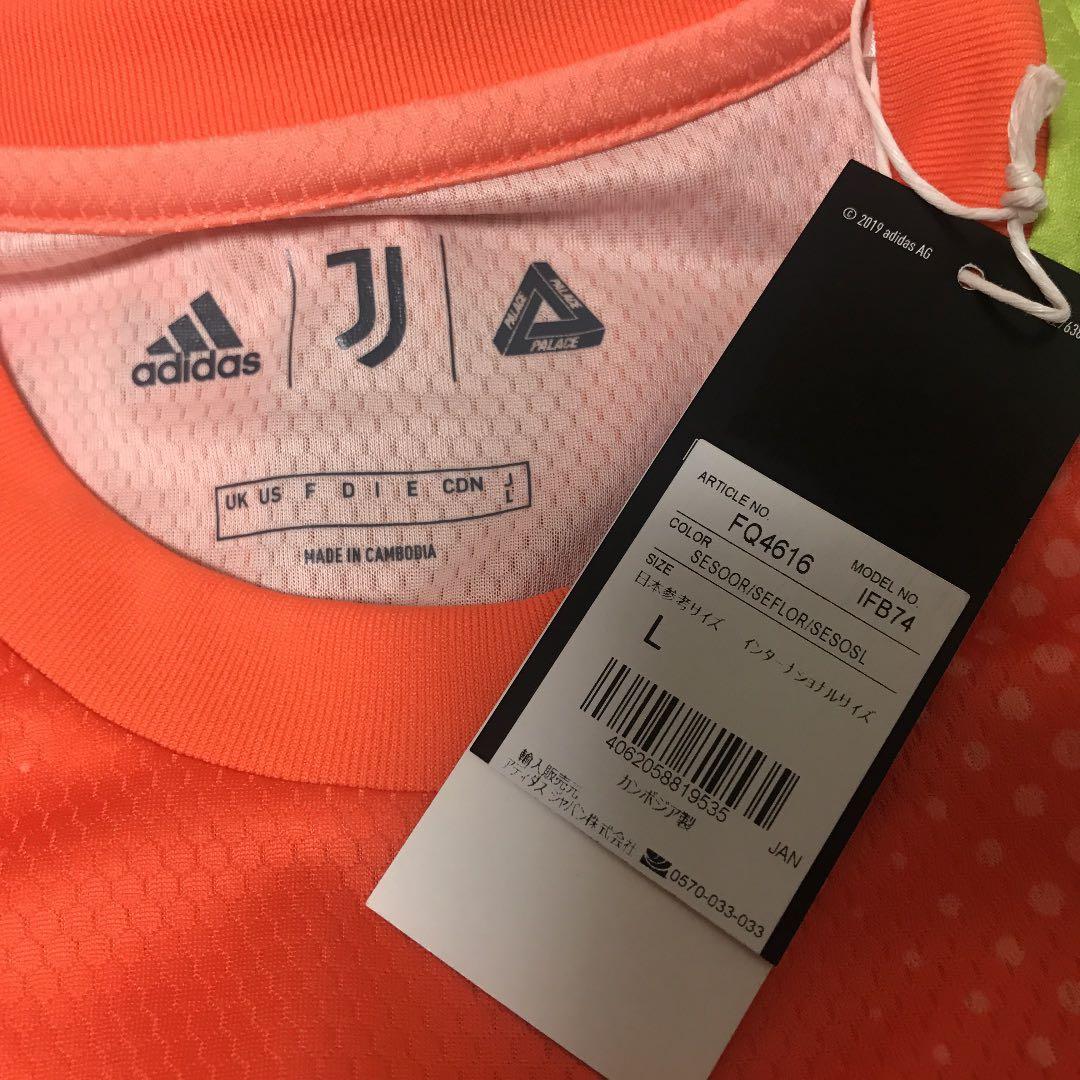 adidas
JJ
PALACE PALACE
PALACE
UK US F D I E CDN J L
MADE IN CAMBODIA
© 2019 adidas AG
ARTICLE NO FQ4616 MODEL NO. IFB74
COLOR SESOOR/SEFLOR/SESOSL
SIZE
日本参考サイズ インターナショナルサイズ
L
4062058819535
JAN
カンボジア製
輸入販売元
アディダス ジャパン株式会社 0570-033-033